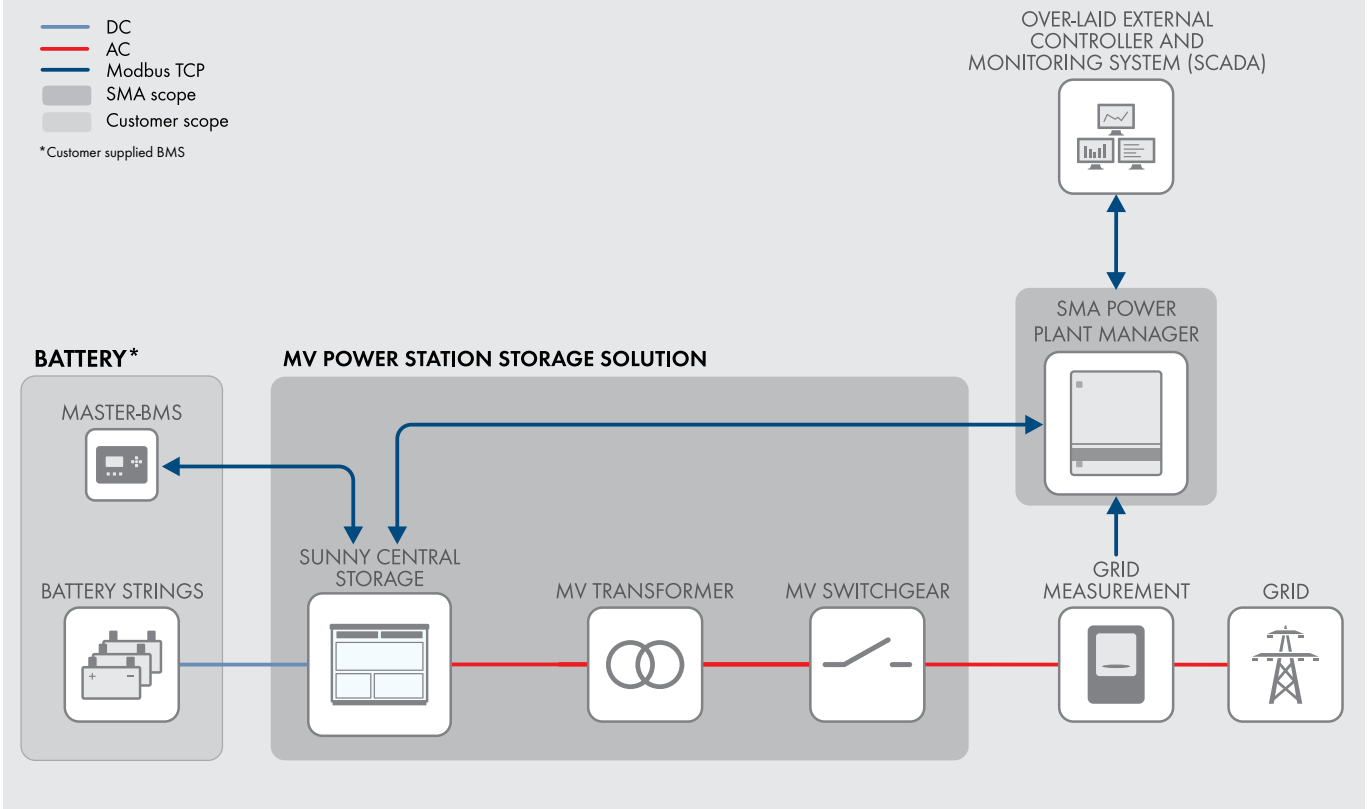 DC
AC
Modbus TCP
SMA scope
Customer scope
*Customer supplied BMS
OVER-LAID EXTERNAL
CONTROLLER AND
MONITORING SYSTEM (SCADA)
SMA POWER
PLANT MANAGER
BATTERY*
MV POWER STATION STORAGE SOLUTION
MASTER-BMS
BATTERY STRINGS
SUNNY CENTRAL
STORAGE
MV TRANSFORMER
MV SWITCHGEAR
GRID
MEASUREMENT
GRID